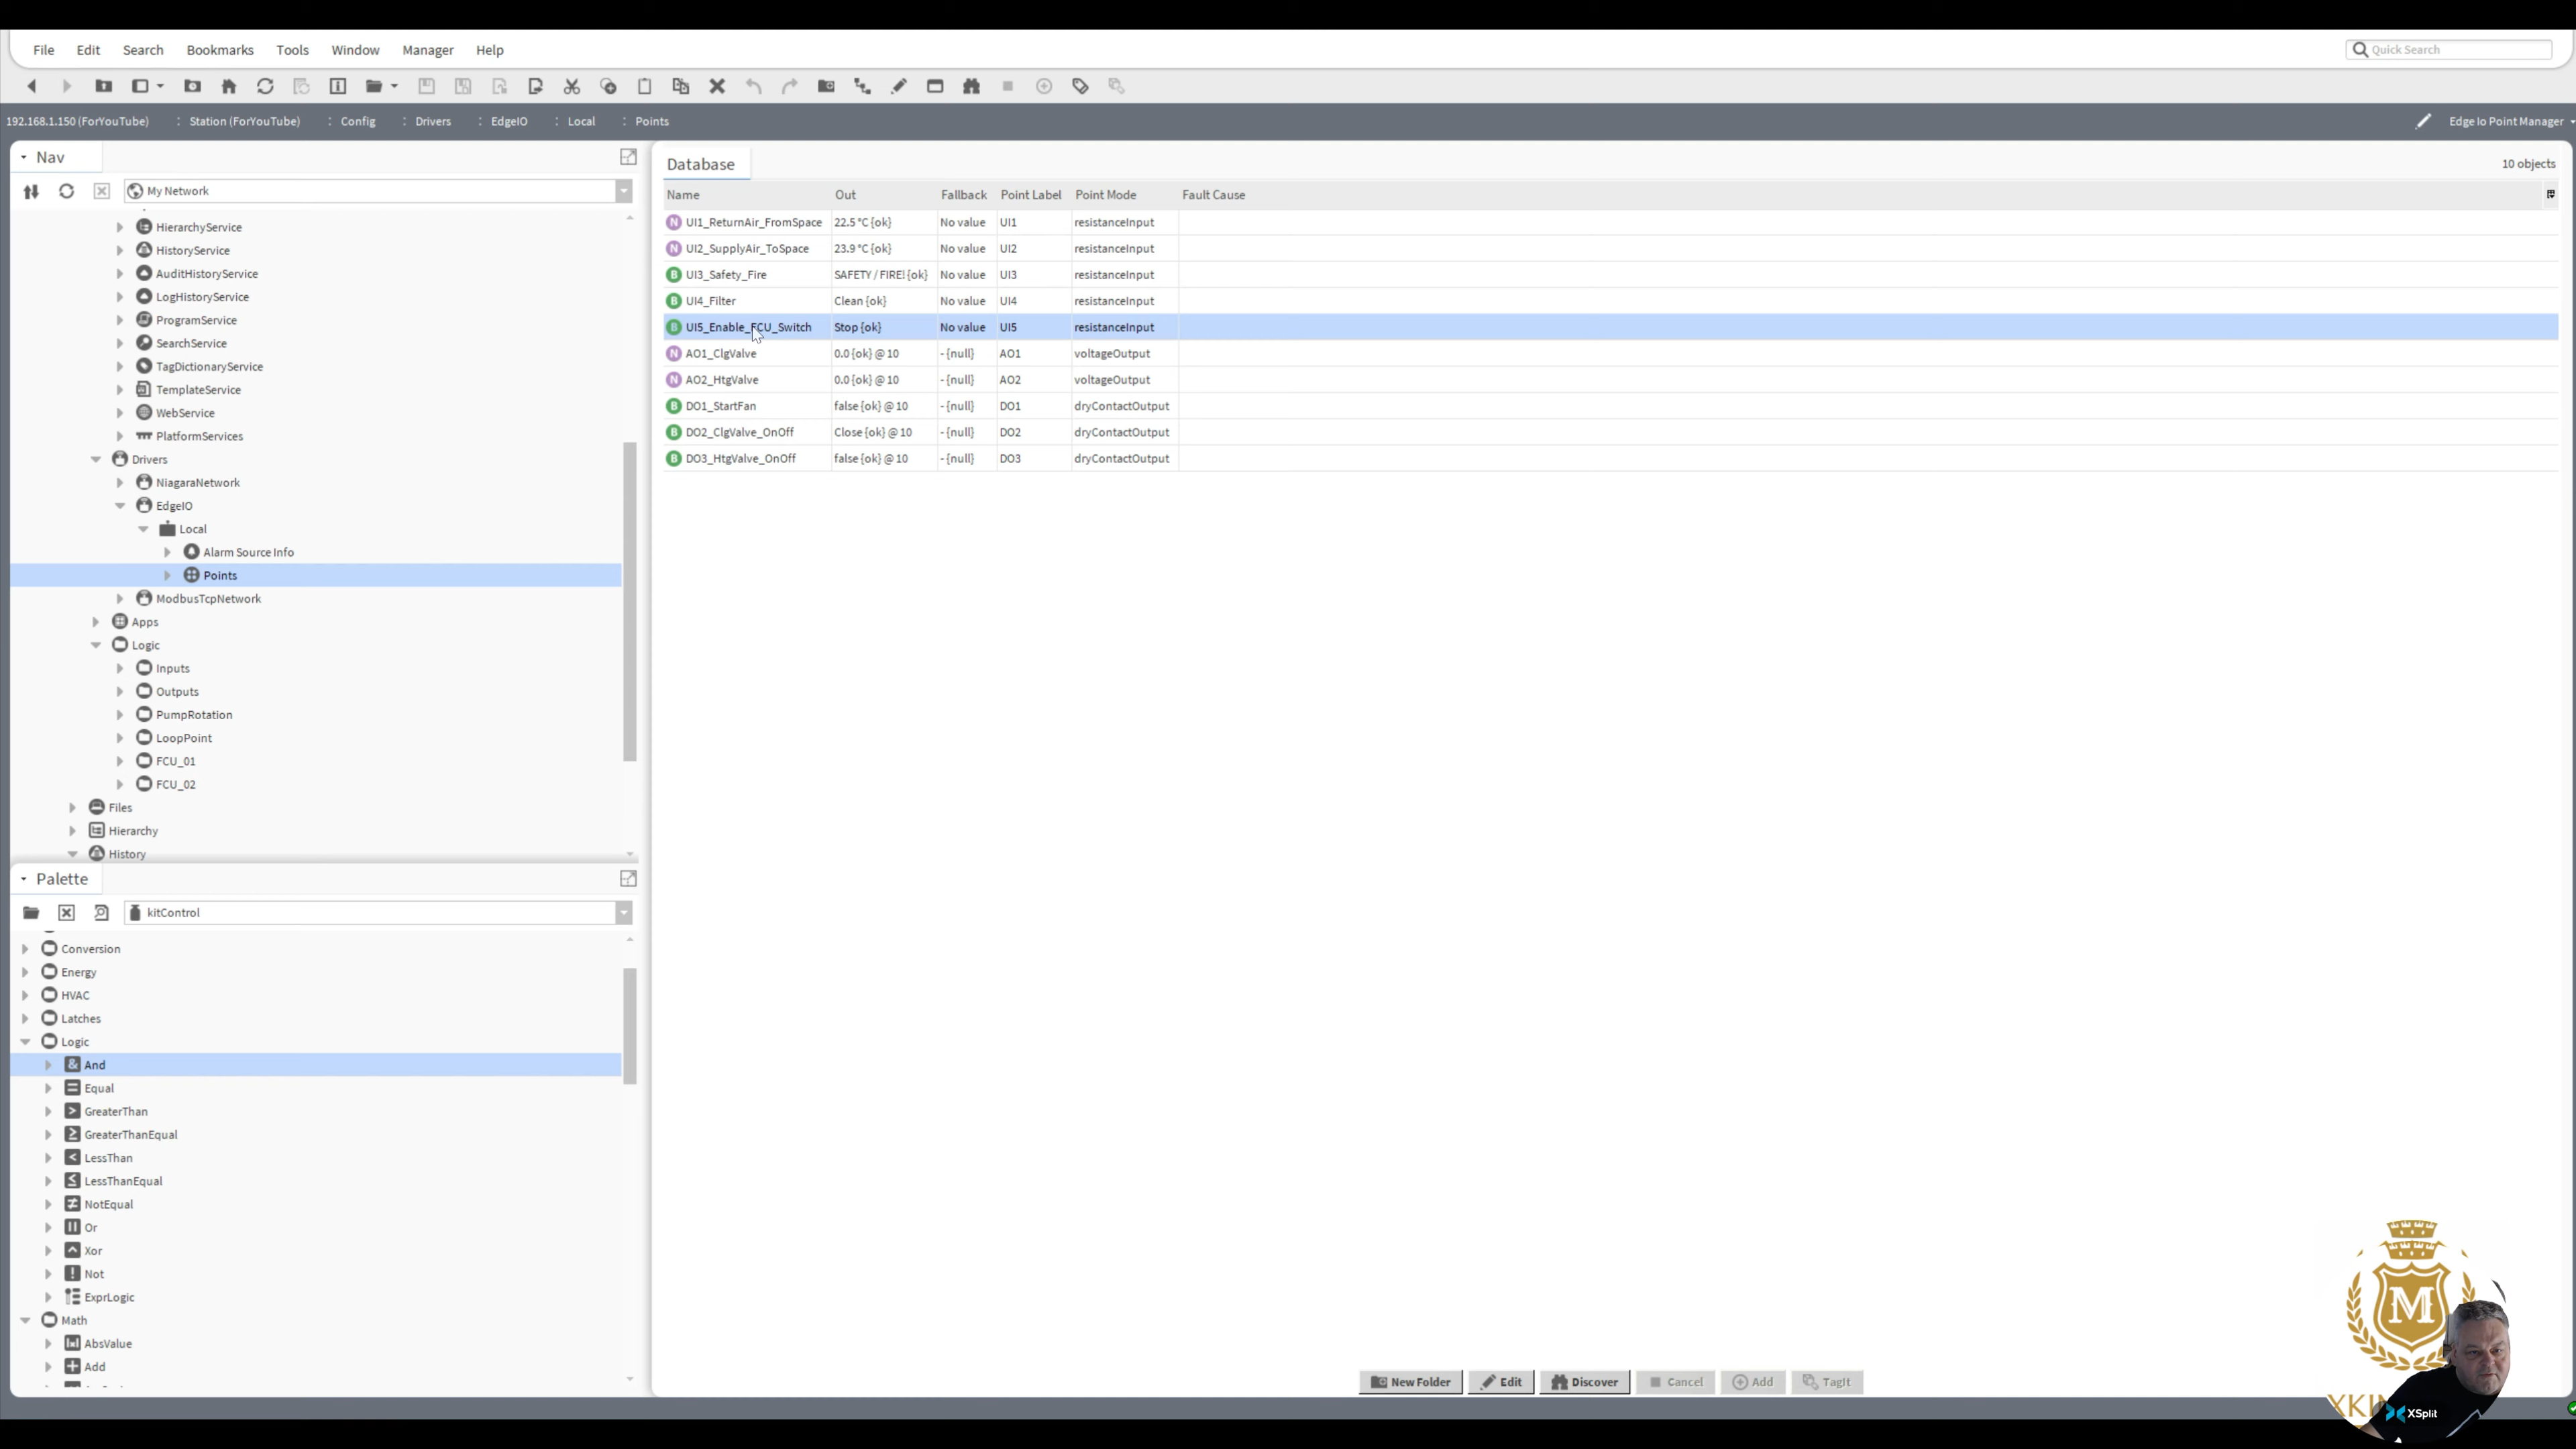 File Edit Search Bookmarks Tools Window Manager Help
Quick Search
192.168.1.150 (ForYouTube) : Station (ForYouTube) : Config : Drivers : EdgeIO : Local : Points
Edge Io Point Manager
Nav
My Network
HierarchyService
HistoryService
AuditHistoryService
LogHistoryService
ProgramService
SearchService
TagDictionaryService
TemplateService
WebService
PlatformServices
Drivers
NiagaraNetwork
EdgeIO
Local
Alarm Source Info
Points
ModbusTcpNetwork
Apps
Logic
Inputs
Outputs
PumpRotation
LoopPoint
FCU_01
FCU_02
Files
Hierarchy
History
Palette
kitControl
Conversion
Energy
HVAC
Latches
Logic
& And
Equal
GreaterThan
GreaterThanEqual
LessThan
LessThanEqual
NotEqual
Or
Xor
Not
ExprLogic
Math
AbsValue
Add
Database
10 objects
Name Out Fallback Point Label Point Mode Fault Cause
N UI1_ReturnAir_FromSpace 22.5 °C {ok} No value UI1 resistanceInput
N UI2_SupplyAir_ToSpace 23.9 °C {ok} No value UI2 resistanceInput
B UI3_Safety_Fire SAFETY / FIRE! {ok} No value UI3 resistanceInput
B UI4_Filter Clean {ok} No value UI4 resistanceInput
B UI5_Enable_FCU_Switch Stop {ok} No value UI5 resistanceInput
N AO1_ClgValve 0.0 {ok} @ 10 - {null} AO1 voltageOutput
N AO2_HtgValve 0.0 {ok} @ 10 - {null} AO2 voltageOutput
B DO1_StartFan false {ok} @ 10 - {null} DO1 dryContactOutput
B DO2_ClgValve_OnOff Close {ok} @ 10 - {null} DO2 dryContactOutput
B DO3_HtgValve_OnOff false {ok} @ 10 - {null} DO3 dryContactOutput
New Folder Edit Discover Cancel Add TagIt
M
XSplit